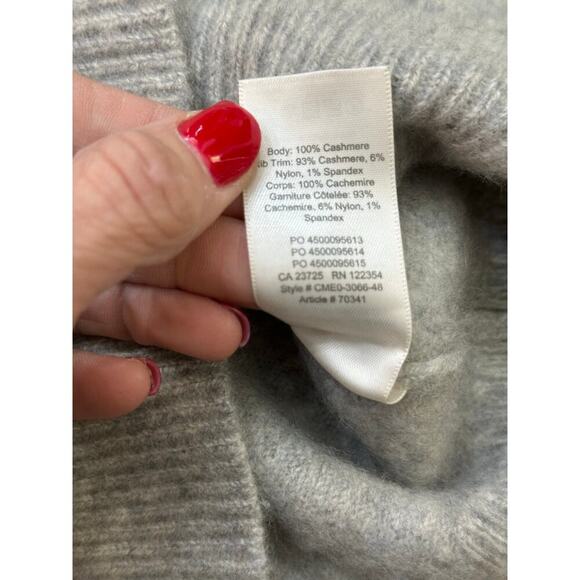 Body: 100% Cashmere
ib Trim: 93% Cashmere, 6%
Nylon, 1% Spandex
Corps: 100% Cachemire
Garniture Côtelée: 93%
Cachemire, 6% Nylon, 1%
Spandex
PO 4500095613
PO 4500095614
PO 4500095615
CA 23725 RN 122354
Style # CME0-3066-48
Article # 70341